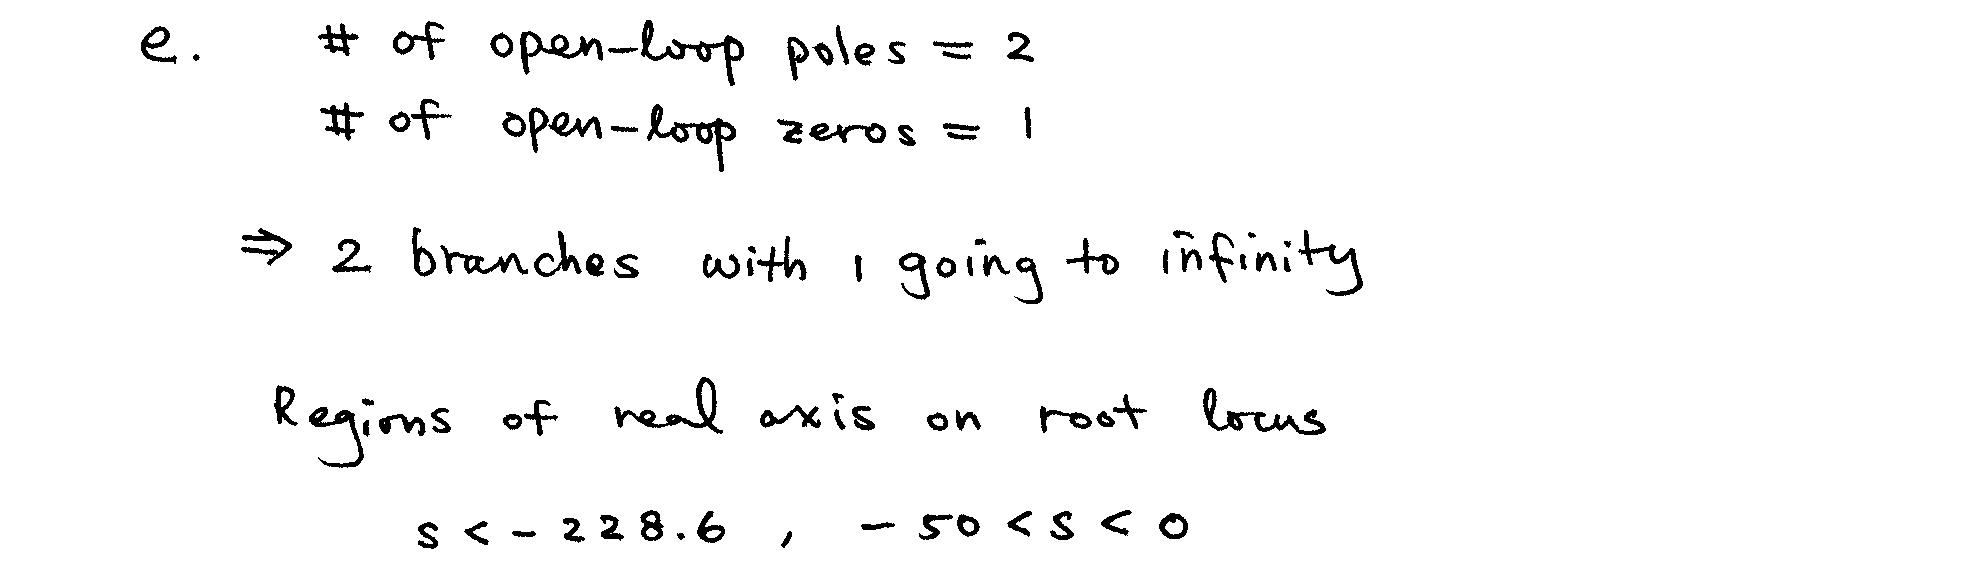 e. # of open-loop poles = 2
# of open-loop zeros = 1
⇒ 2 branches with 1 going to infinity
Regions of real axis on root locus
s < - 228.6 , - 50 < s < 0